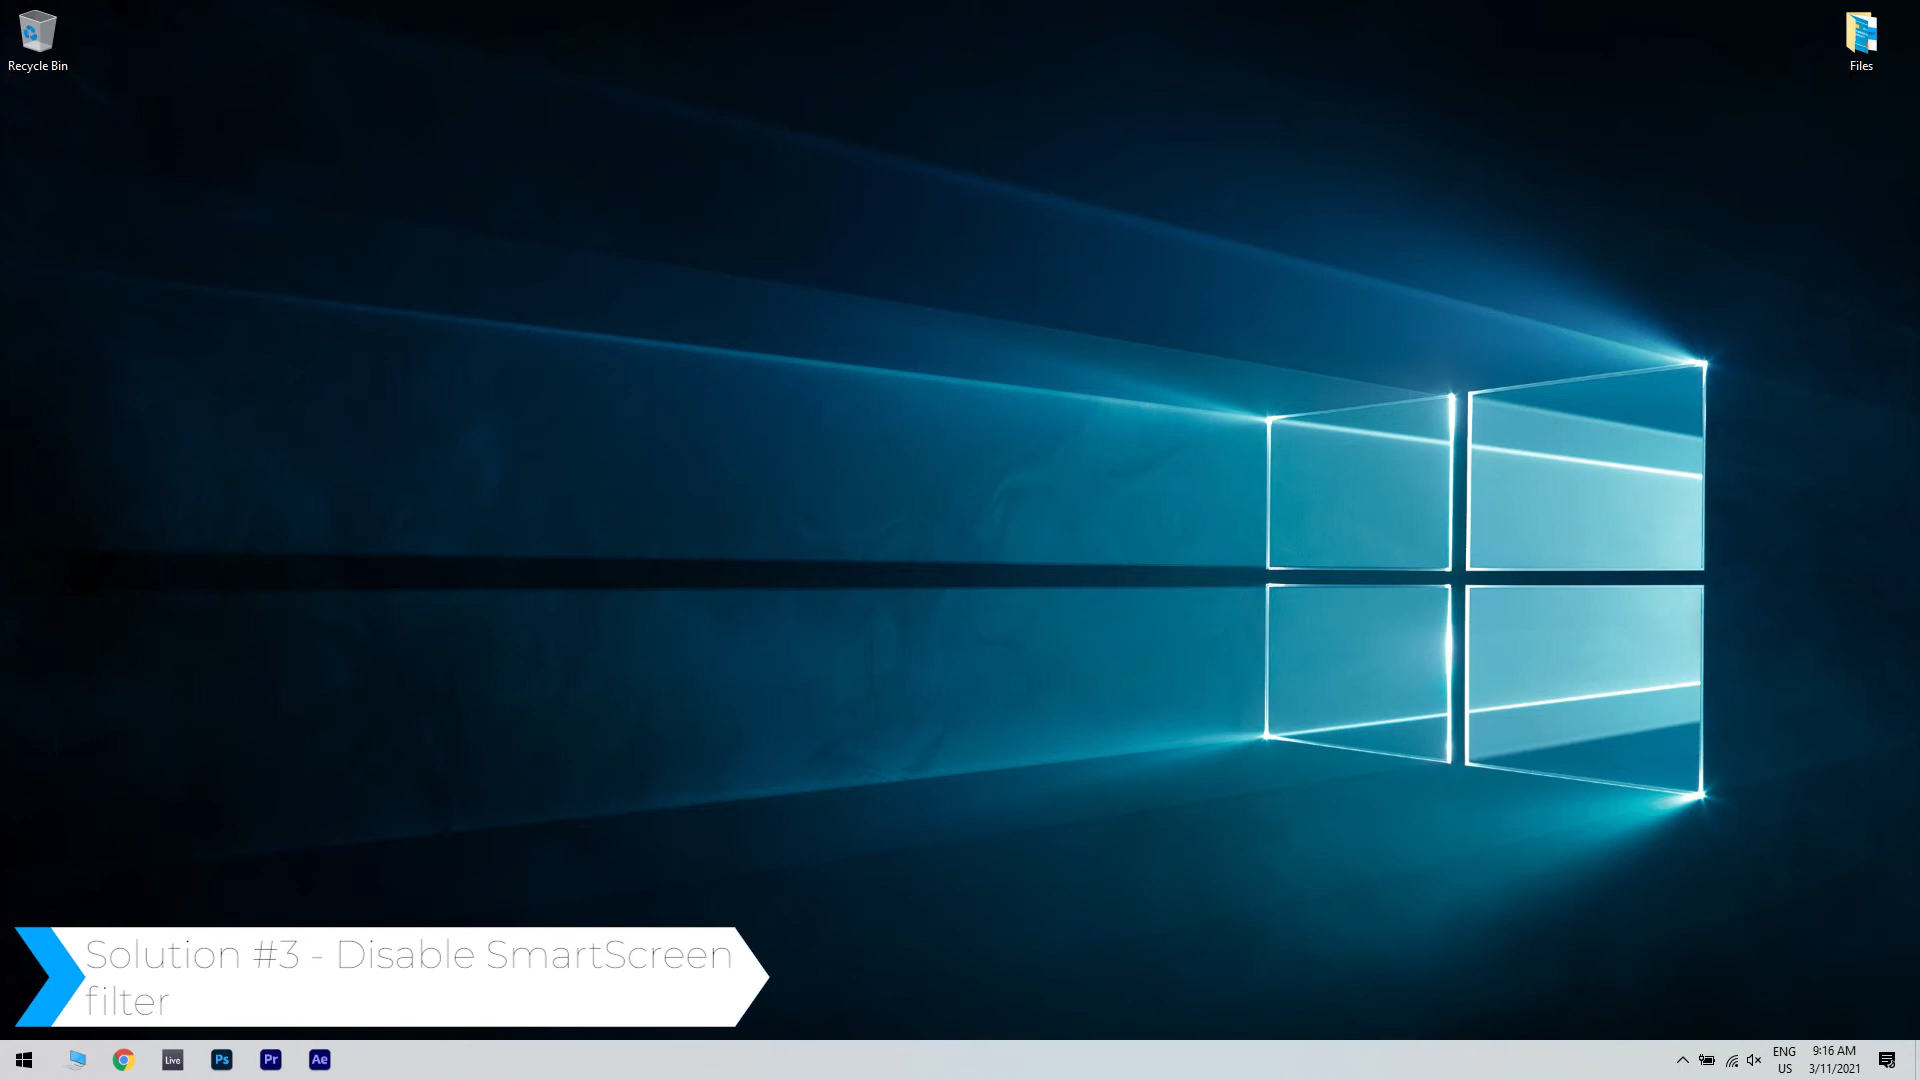 Recycle Bin
Files
Solution #3 - Disable SmartScreen
filter
Live
Ps
Pr
Ae
ENG
US
9:16 AM
3/11/2021